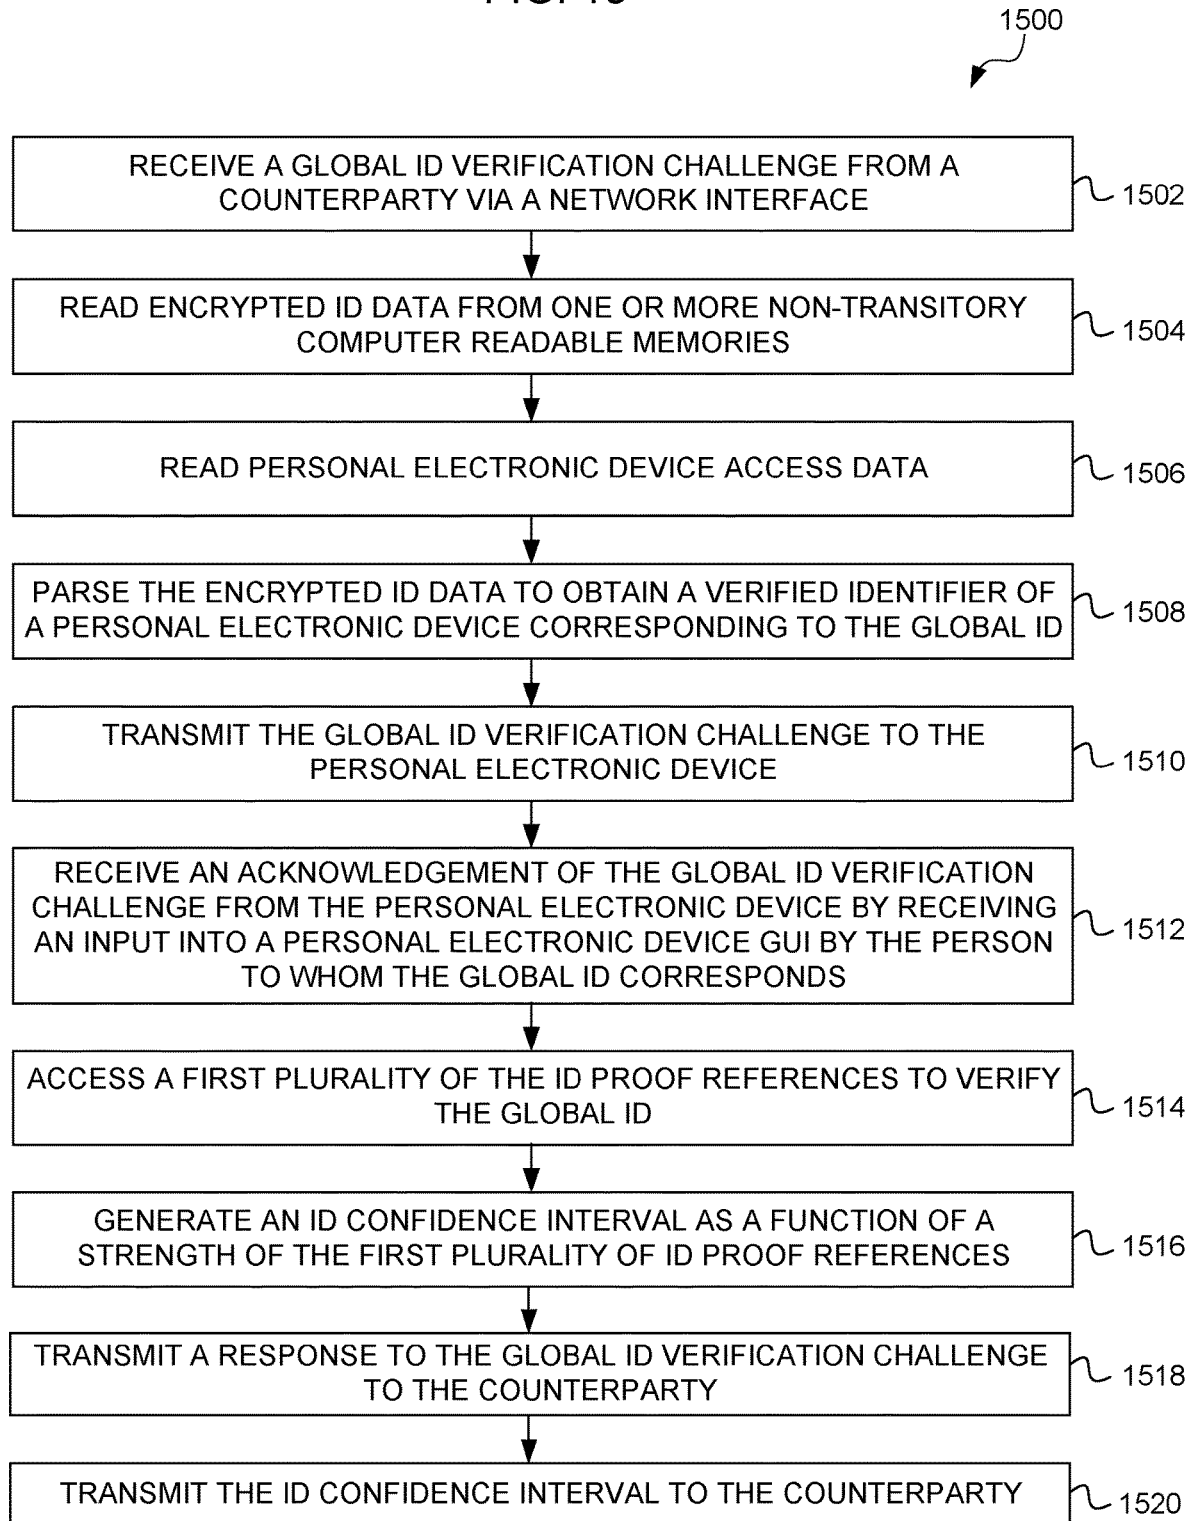 1500
RECEIVE A GLOBAL ID VERIFICATION CHALLENGE FROM A
COUNTERPARTY VIA A NETWORK INTERFACE
1502
READ ENCRYPTED ID DATA FROM ONE OR MORE NON-TRANSITORY
COMPUTER READABLE MEMORIES
1504
READ PERSONAL ELECTRONIC DEVICE ACCESS DATA
1506
PARSE THE ENCRYPTED ID DATA TO OBTAIN A VERIFIED IDENTIFIER OF
A PERSONAL ELECTRONIC DEVICE CORRESPONDING TO THE GLOBAL ID
1508
TRANSMIT THE GLOBAL ID VERIFICATION CHALLENGE TO THE
PERSONAL ELECTRONIC DEVICE
1510
RECEIVE AN ACKNOWLEDGEMENT OF THE GLOBAL ID VERIFICATION
CHALLENGE FROM THE PERSONAL ELECTRONIC DEVICE BY RECEIVING
AN INPUT INTO A PERSONAL ELECTRONIC DEVICE GUI BY THE PERSON
TO WHOM THE GLOBAL ID CORRESPONDS
1512
ACCESS A FIRST PLURALITY OF THE ID PROOF REFERENCES TO VERIFY
THE GLOBAL ID
1514
GENERATE AN ID CONFIDENCE INTERVAL AS A FUNCTION OF A
STRENGTH OF THE FIRST PLURALITY OF ID PROOF REFERENCES
1516
TRANSMIT A RESPONSE TO THE GLOBAL ID VERIFICATION CHALLENGE
TO THE COUNTERPARTY
1518
TRANSMIT THE ID CONFIDENCE INTERVAL TO THE COUNTERPARTY
1520